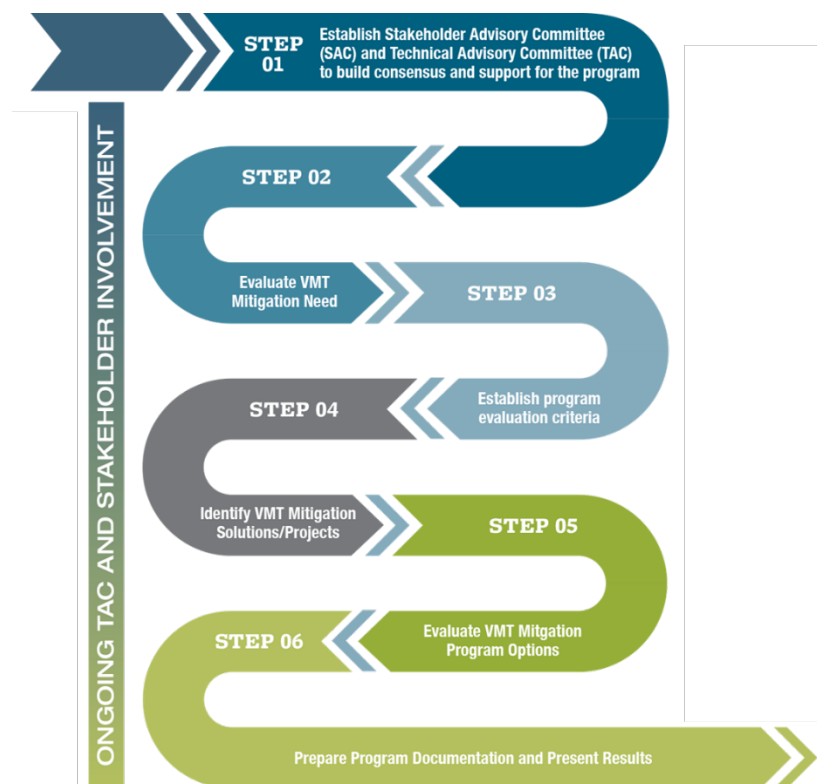 STEP
01
Establish Stakeholder Advisory Committee
(SAC) and Technical Advisory Committee (TAC)
to build consensus and support for the program
ONGOING TAC AND STAKEHOLDER INVOLVEMENT
STEP 02
Evaluate VMT
Mitigation Need
STEP 03
Establish program
evaluation criteria
STEP 04
Identify VMT Mitigation
Solutions/Projects
STEP 05
Evaluate VMT Mitgation
Program Options
STEP 06
Prepare Program Documentation and Present Results